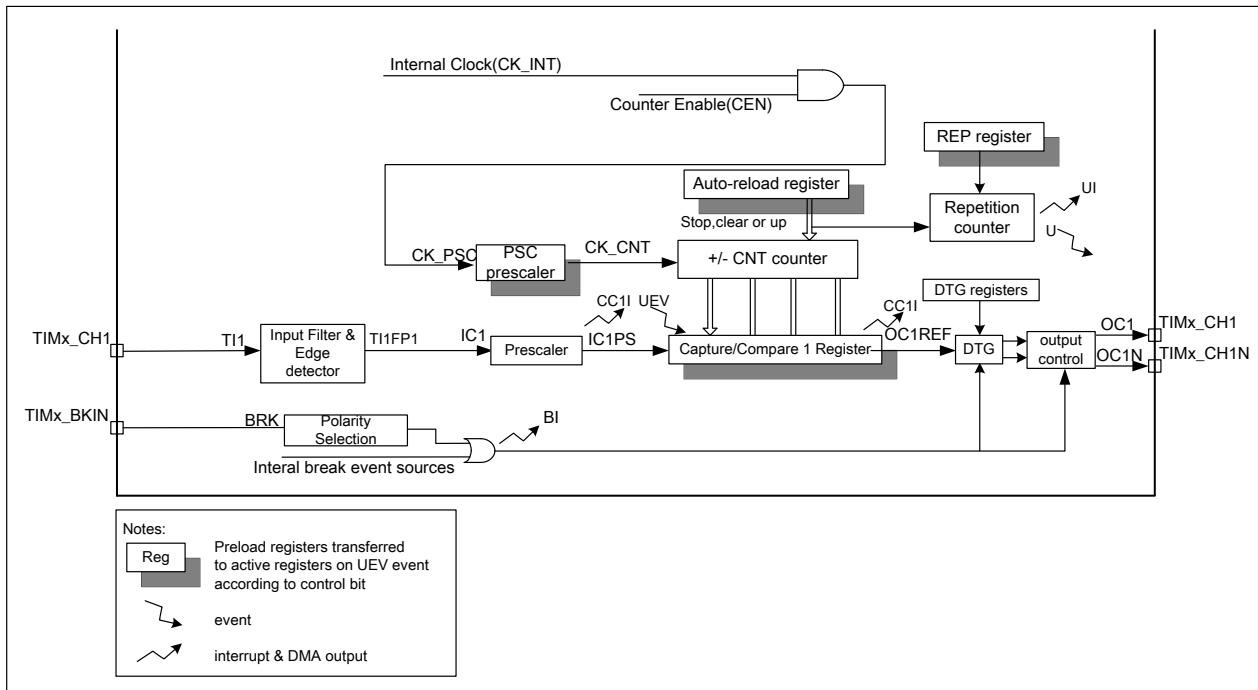 Internal Clock(CK_INT)
Counter Enable(CEN)
REP register
Auto-reload register
Stop,clear or up
Repetition
counter
UI
U
CK_PSC
PSC
prescaler
CK_CNT
+/- CNT counter
DTG registers
TIMx_CH1
TI1
Input Filter &
Edge
detector
TI1FP1
IC1
Prescaler
CC1I
IC1PS
UEV
Capture/Compare 1 Register
CC1I
OC1REF
DTG
output
control
OC1
TIMx_CH1
OC1N
TIMx_CH1N
TIMx_BKIN
BRK
Polarity
Selection
BI
Interal break event sources
Notes:
Reg
Preload registers transferred
to active registers on UEV event
according to control bit
event
interrupt & DMA output